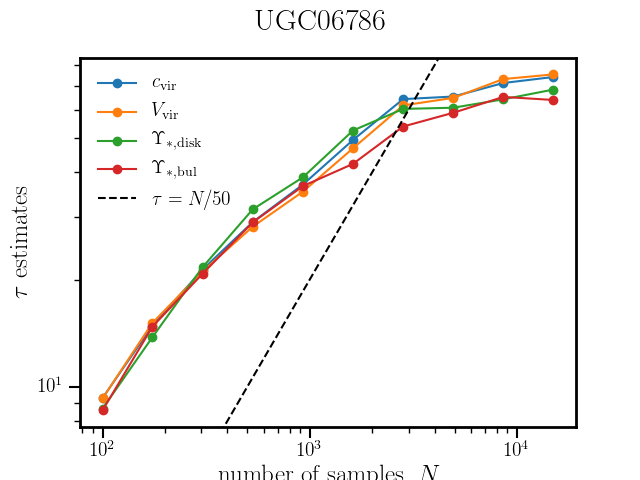 UGC06786
c_vir
V_vir
Υ_*,disk
Υ_*,bul
τ = N/50
τ estimates
10^1
10^2
10^3
10^4
number of samples, N